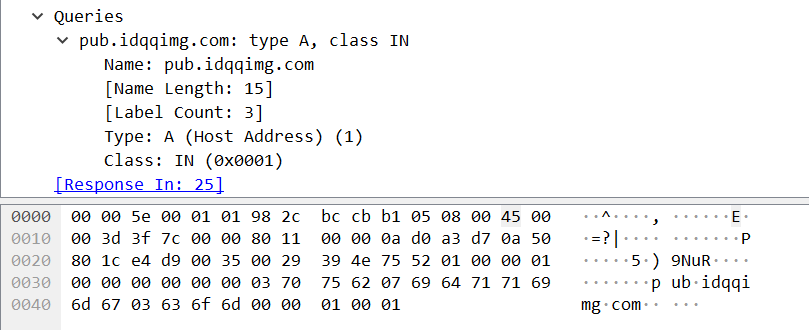 Queries
pub.idqqimg.com: type A, class IN
Name: pub.idqqimg.com
[Name Length: 15]
[Label Count: 3]
Type: A (Host Address) (1)
Class: IN (0x0001)
[Response In: 25]
0000 00 00 5e 00 01 01 98 2c bc cb b1 05 08 00 45 00 ··^····, ······E·
0010 00 3d 3f 7c 00 00 80 11 00 00 0a d0 a3 d7 0a 50 ·=?|···· ·······P
0020 80 1c e4 d9 00 35 00 29 39 4e 75 52 01 00 00 01 ·····5·) 9NuR····
0030 00 00 00 00 00 00 03 70 75 62 07 69 64 71 71 69 ·······p ub·idqqi
0040 6d 67 03 63 6f 6d 00 00 01 00 01 mg·com·· ···